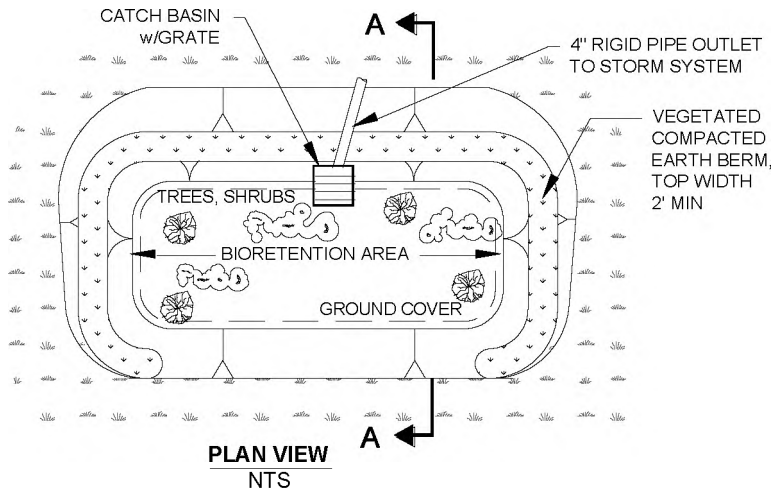 CATCH BASIN
w/GRATE
A
4" RIGID PIPE OUTLET
TO STORM SYSTEM
VEGETATED
COMPACTED
EARTH BERM,
TOP WIDTH
2' MIN
TREES, SHRUBS
BIORETENTION AREA
GROUND COVER
A
PLAN VIEW
NTS